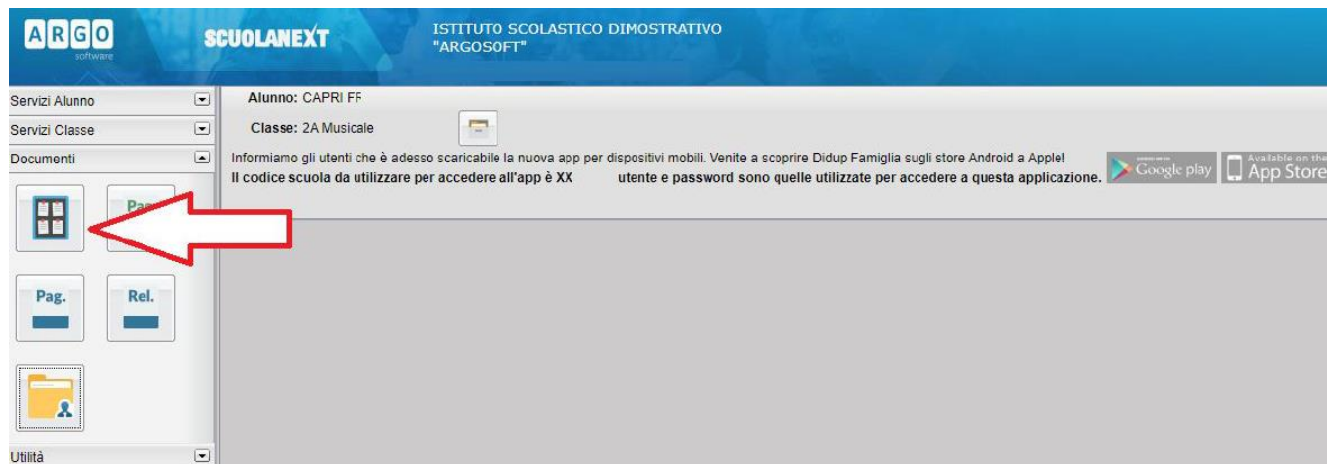 ARGO
software
SCUOLANEXT
ISTITUTO SCOLASTICO DIMOSTRATIVO
"ARGOSOFT"
Servizi Alunno
Servizi Classe
Documenti
Pag.
Rel.
Utilità
Alunno: CAPRI FF
Classe: 2A Musicale
Informiamo gli utenti che è adesso scaricabile la nuova app per dispositivi mobili. Venite a scoprire Didup Famiglia sugli store Android a Apple!
Il codice scuola da utilizzare per accedere all'app è XX utente e password sono quelle utilizzate per accedere a questa applicazione.
Google play
Available on the
App Store